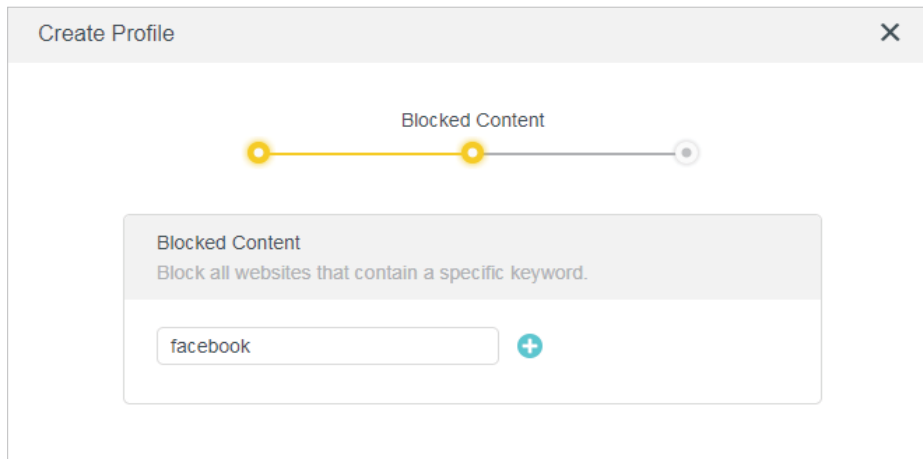 Create Profile
Blocked Content
Blocked Content
Block all websites that contain a specific keyword.
facebook